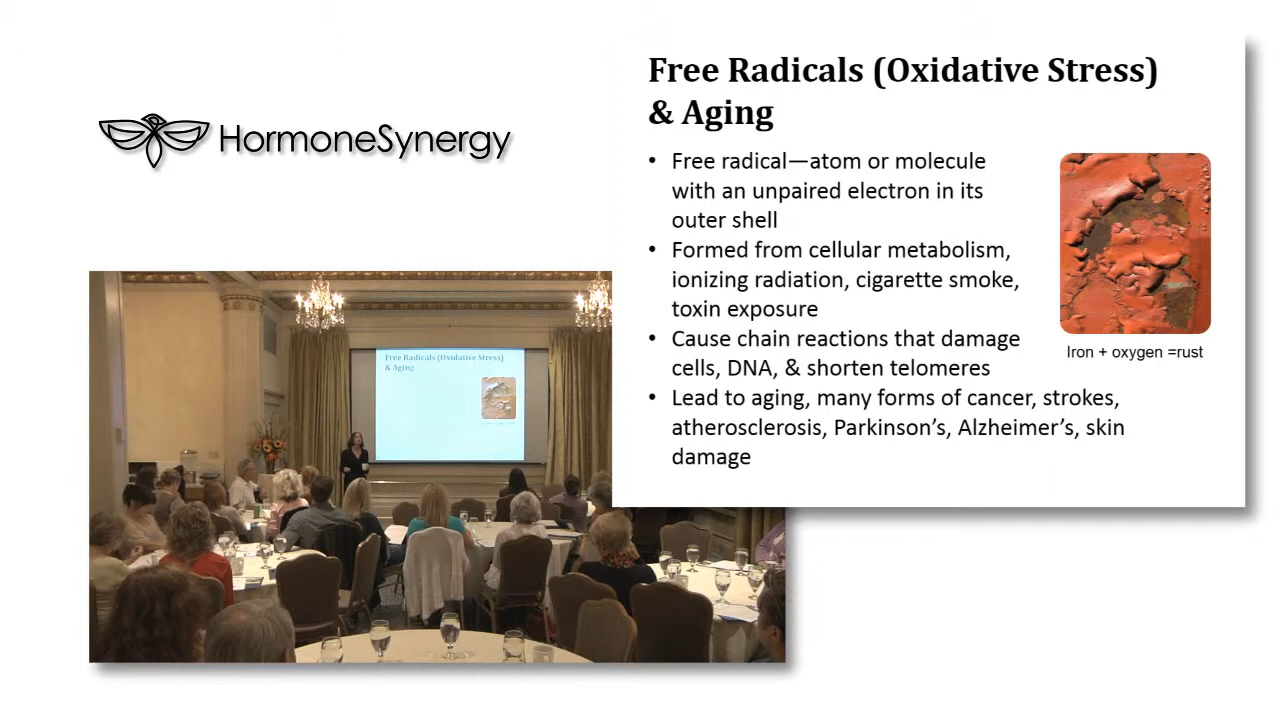 HormoneSynergy
Free Radicals (Oxidative Stress)
& Aging
• Free radical—atom or molecule
with an unpaired electron in its
outer shell
• Formed from cellular metabolism,
ionizing radiation, cigarette smoke,
toxin exposure
• Cause chain reactions that damage
cells, DNA, & shorten telomeres
• Lead to aging, many forms of cancer, strokes,
atherosclerosis, Parkinson’s, Alzheimer’s, skin
damage
Iron + oxygen =rust
Free Radicals (Oxidative Stress)
& Aging